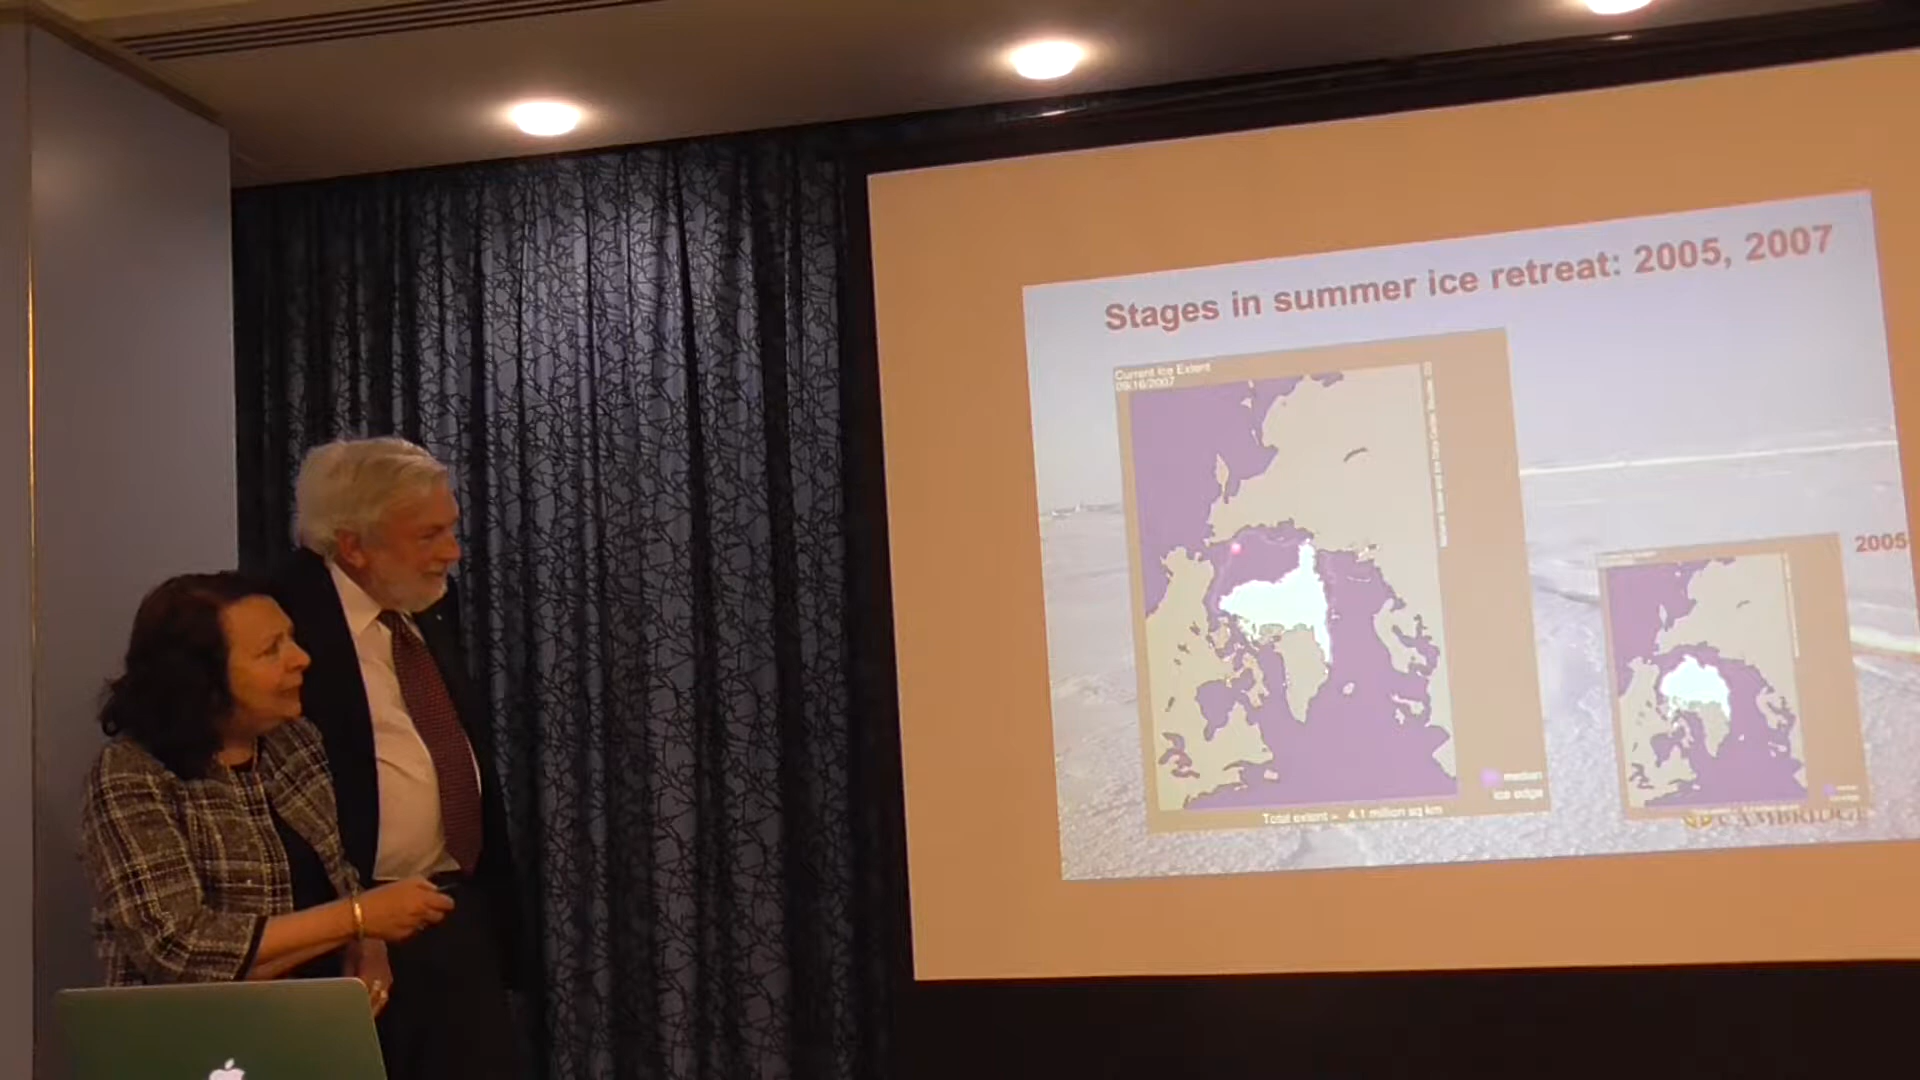 Stages in summer ice retreat: 2005, 2007
Current Ice Extent
09/16/2007
2005
median
ice edge
Total extent = 4.1 million sq km
CAMBRIDGE